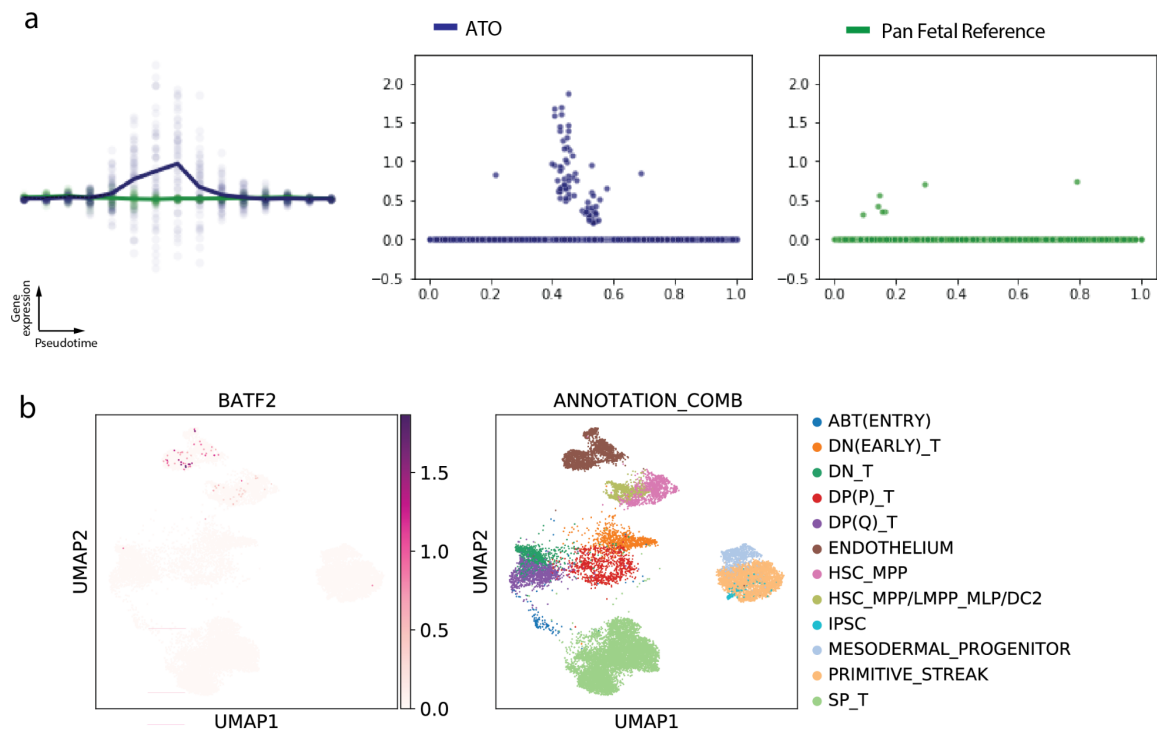 a
ATO
Pan Fetal Reference
Gene
expression
Pseudotime
2.0
1.5
1.0
0.5
0.0
−0.5
0.0 0.2 0.4 0.6 0.8 1.0
2.0
1.5
1.0
0.5
0.0
−0.5
0.0 0.2 0.4 0.6 0.8 1.0
b
BATF2
UMAP2
UMAP1
1.5
1.0
0.5
0.0
ANNOTATION_COMB
UMAP2
UMAP1
ABT(ENTRY)
DN(EARLY)_T
DN_T
DP(P)_T
DP(Q)_T
ENDOTHELIUM
HSC_MPP
HSC_MPP/LMPP_MLP/DC2
IPSC
MESODERMAL_PROGENITOR
PRIMITIVE_STREAK
SP_T